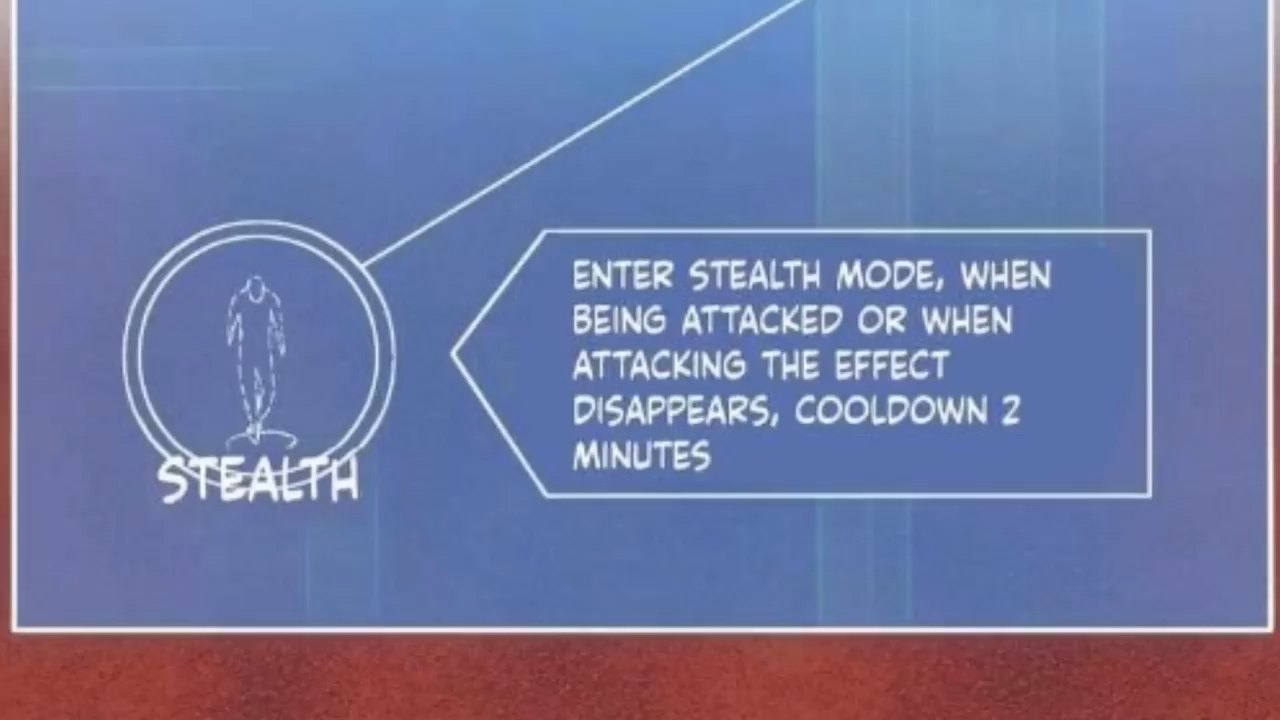 ENTER STEALTH MODE, WHEN
BEING ATTACKED OR WHEN
ATTACKING THE EFFECT
DISAPPEARS, COOLDOWN 2
MINUTES
STEALTH